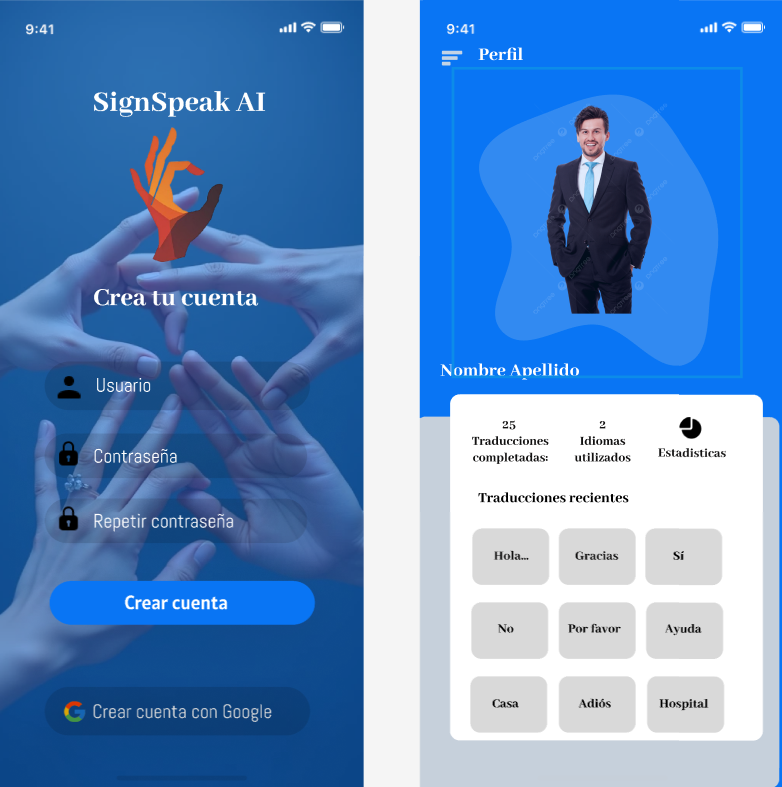 9:41
SignSpeak AI
Crea tu cuenta
Usuario
Contraseña
Repetir contraseña
Crear cuenta
Crear cuenta con Google
9:41
Perfil
Nombre Apellido
25
Traducciones
completadas:
2
Idiomas
utilizados
Estadisticas
Traducciones recientes
Hola...
Gracias
Sí
No
Por favor
Ayuda
Casa
Adiós
Hospital